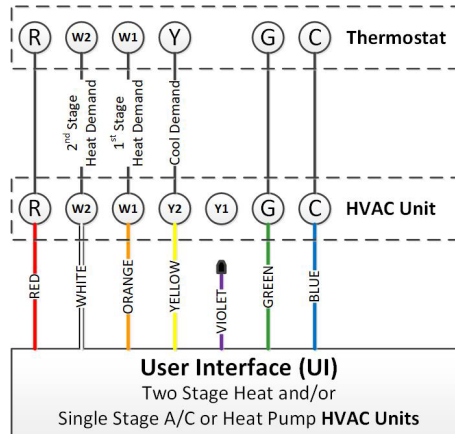 R W2 W1 Y G C Thermostat
2nd Stage
Heat Demand
1st Stage
Heat Demand
Cool Demand
R W2 W1 Y2 Y1 G C HVAC Unit
RED
WHITE
ORANGE
YELLOW
VIOLET
GREEN
BLUE
User Interface (UI)
Two Stage Heat and/or
Single Stage A/C or Heat Pump HVAC Units